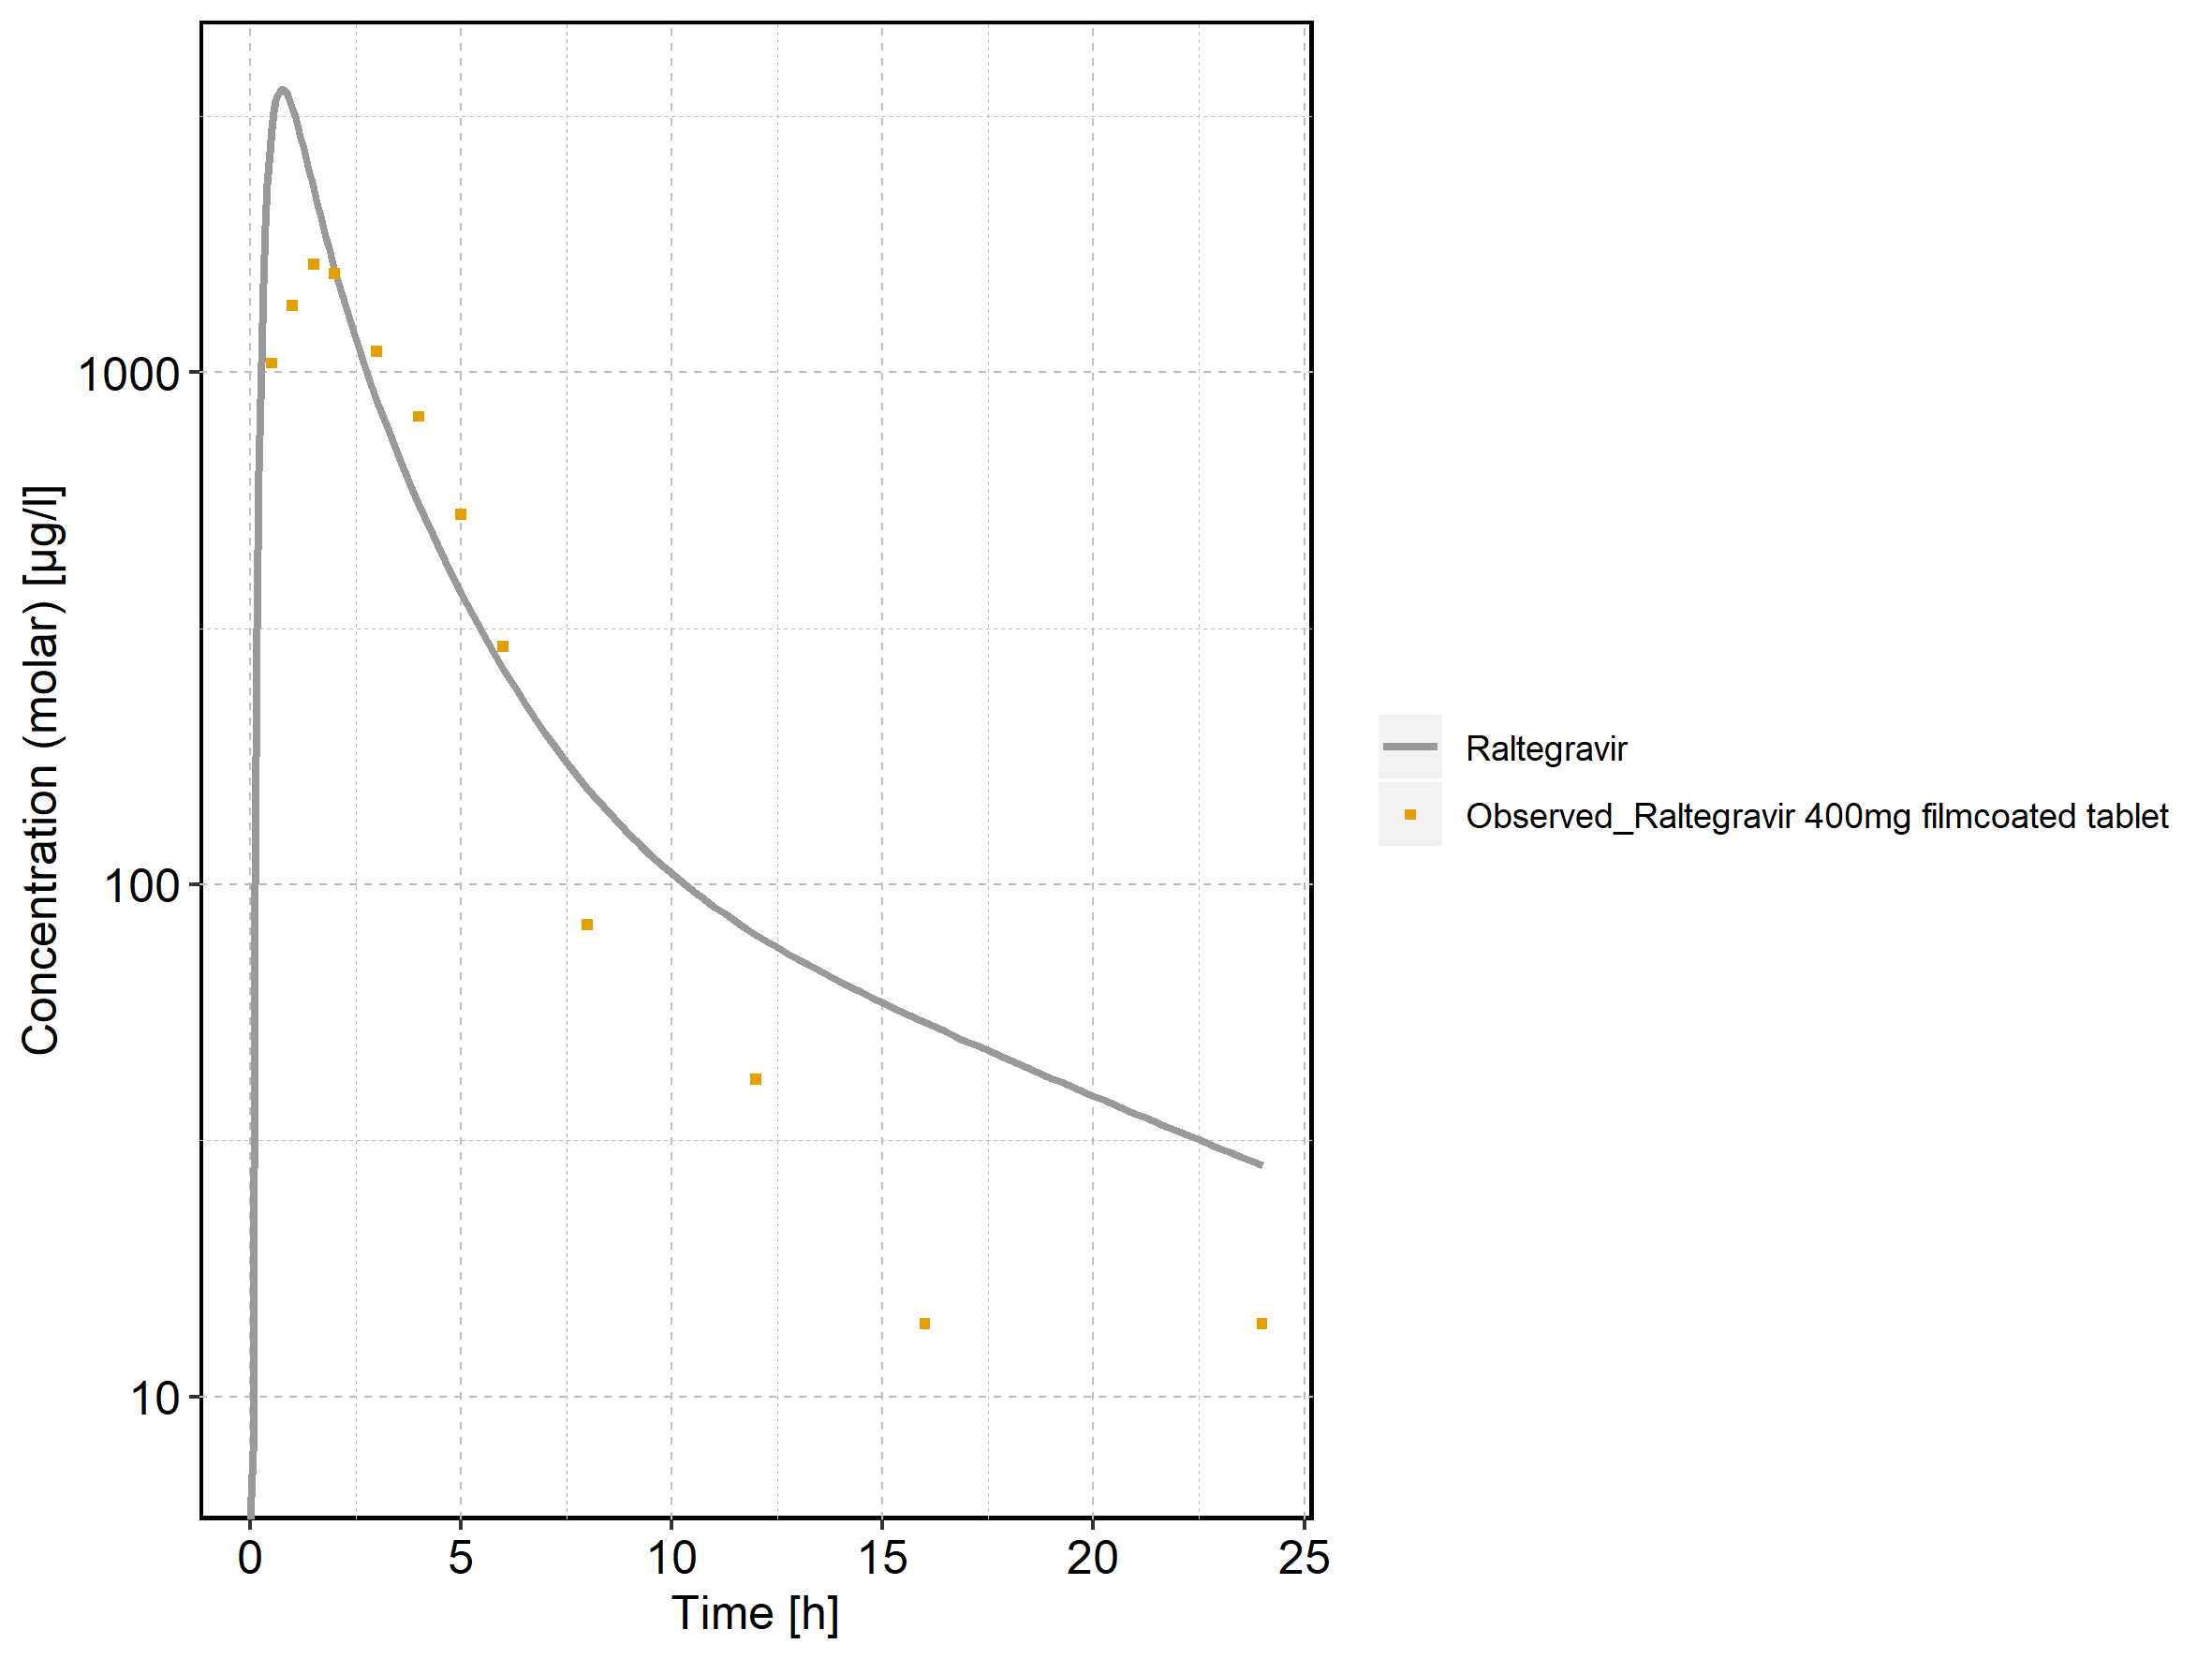 Concentration (molar) [µg/l]
1000
100
10
0 5 10 15 20 25
Time [h]
Raltegravir
Observed_Raltegravir 400mg filmcoated tablet